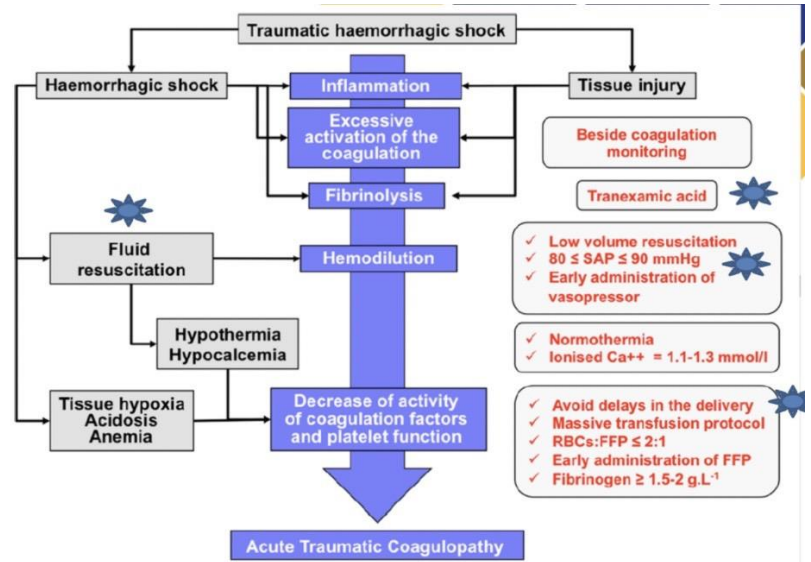 Traumatic haemorrhagic shock
Haemorrhagic shock
Inflammation
Tissue injury
Excessive
activation of the
coagulation
Beside coagulation
monitoring
Fibrinolysis
Tranexamic acid
Fluid
resuscitation
Hemodilution
✓ Low volume resuscitation
✓ 80 ≤ SAP ≤ 90 mmHg
✓ Early administration of
vasopressor
Hypothermia
Hypocalcemia
✓ Normothermia
✓ Ionised Ca++ = 1.1-1.3 mmol/l
Tissue hypoxia
Acidosis
Anemia
Decrease of activity
of coagulation factors
and platelet function
✓ Avoid delays in the delivery
✓ Massive transfusion protocol
✓ RBCs:FFP ≤ 2:1
✓ Early administration of FFP
✓ Fibrinogen ≥ 1.5-2 g.L⁻¹
Acute Traumatic Coagulopathy